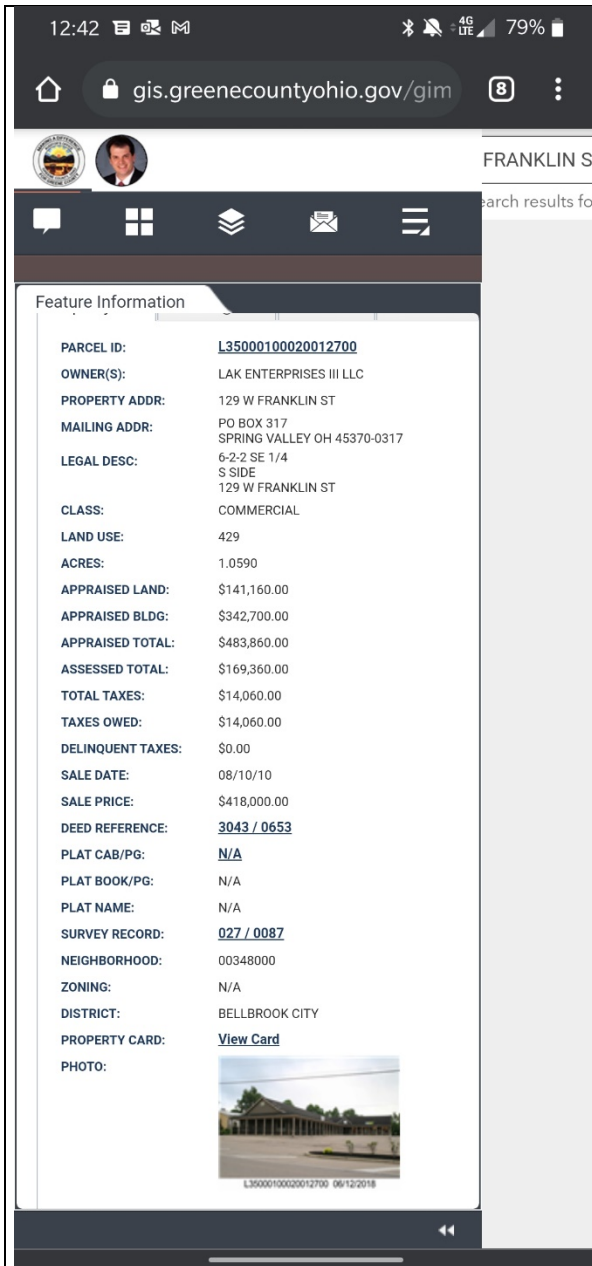 12:42
4G
LTE
79%
gis.greenecountyohio.gov/gim
8
FRANKLIN S
earch results fo
Feature Information
PARCEL ID: L35000100020012700
OWNER(S): LAK ENTERPRISES III LLC
PROPERTY ADDR: 129 W FRANKLIN ST
MAILING ADDR: PO BOX 317
SPRING VALLEY OH 45370-0317
LEGAL DESC: 6-2-2 SE 1/4
S SIDE
129 W FRANKLIN ST
CLASS: COMMERCIAL
LAND USE: 429
ACRES: 1.0590
APPRAISED LAND: $141,160.00
APPRAISED BLDG: $342,700.00
APPRAISED TOTAL: $483,860.00
ASSESSED TOTAL: $169,360.00
TOTAL TAXES: $14,060.00
TAXES OWED: $14,060.00
DELINQUENT TAXES: $0.00
SALE DATE: 08/10/10
SALE PRICE: $418,000.00
DEED REFERENCE: 3043 / 0653
PLAT CAB/PG: N/A
PLAT BOOK/PG: N/A
PLAT NAME: N/A
SURVEY RECORD: 027 / 0087
NEIGHBORHOOD: 00348000
ZONING: N/A
DISTRICT: BELLBROOK CITY
PROPERTY CARD: View Card
PHOTO:
L35000100020012700 06/12/2018